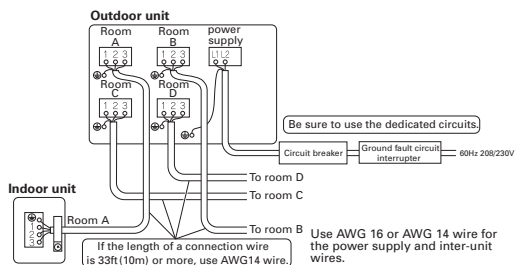 Outdoor unit
Room A
Room B
power supply
1 2 3
1 2 3
L1 L2
Room C
Room D
1 2 3
1 2 3
Be sure to use the dedicated circuits.
Circuit breaker
Ground fault circuit interrupter
60Hz 208/230V
To room D
To room C
Indoor unit
1
2
3
Room A
To room B
If the length of a connection wire
is 33ft(10m) or more, use AWG14 wire.
Use AWG 16 or AWG 14 wire for
the power supply and inter-unit
wires.